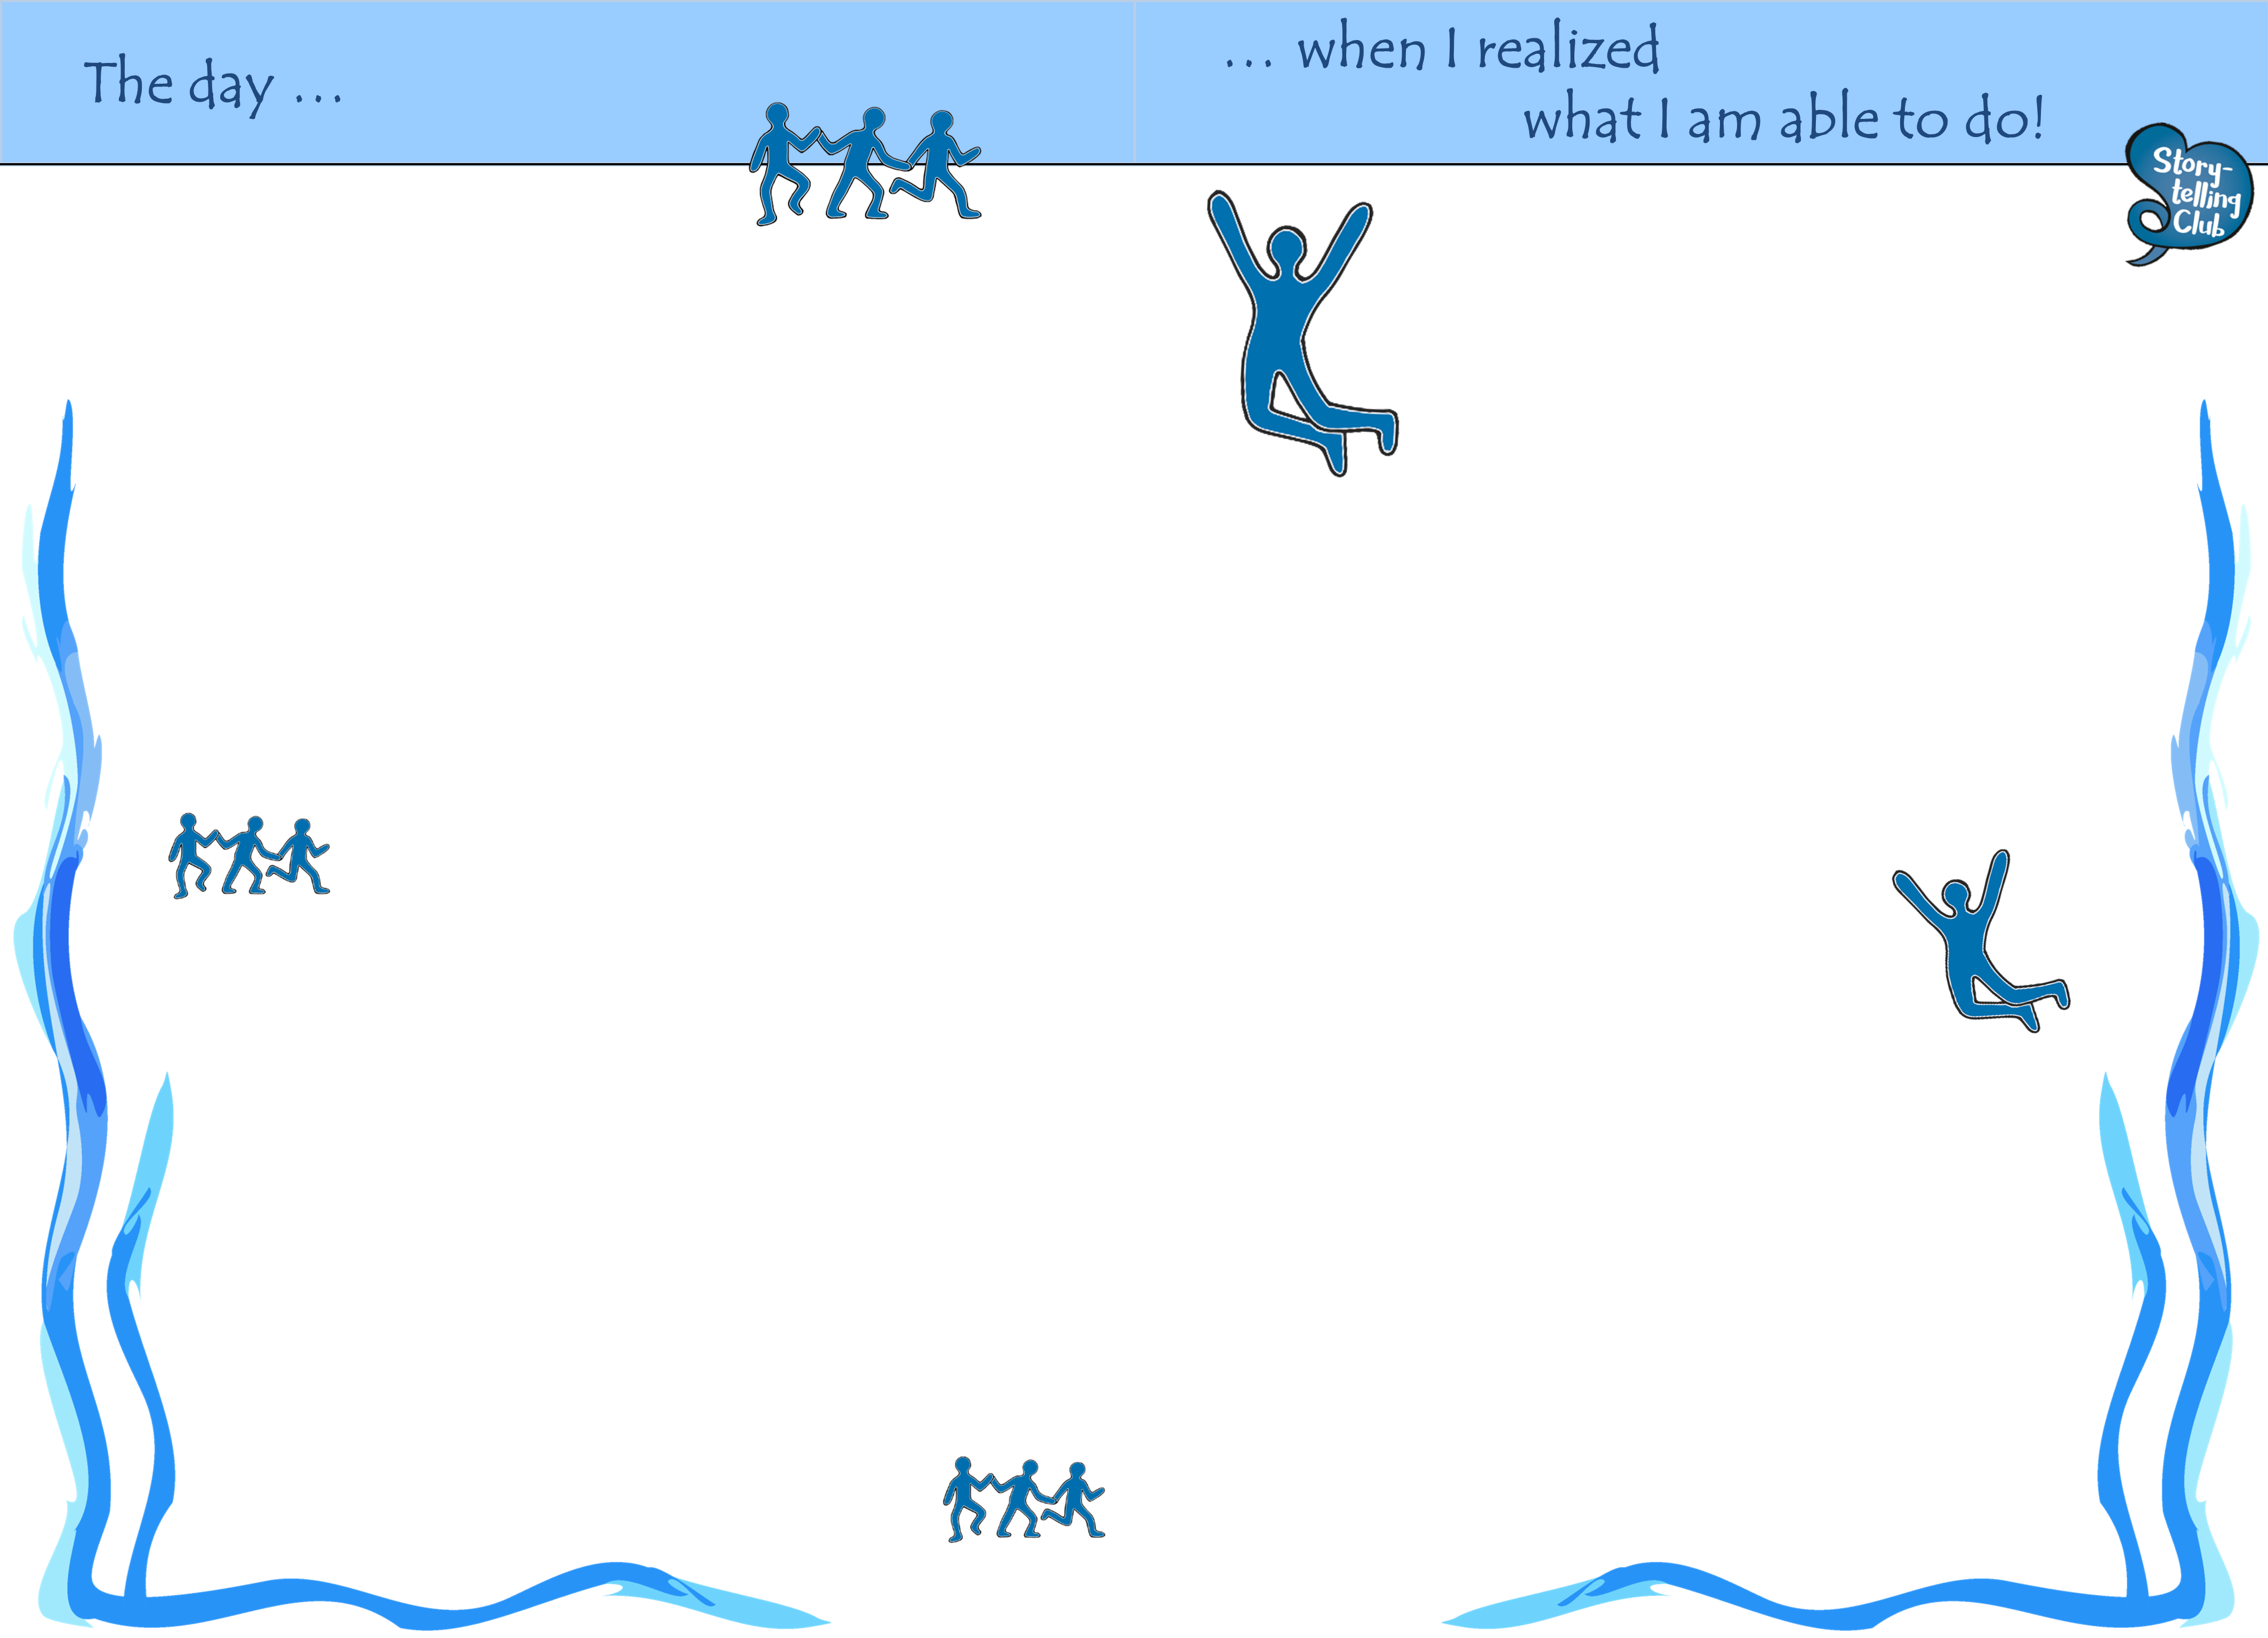 The day ...
... when I realized
what I am able to do!
Story-
telling
Club